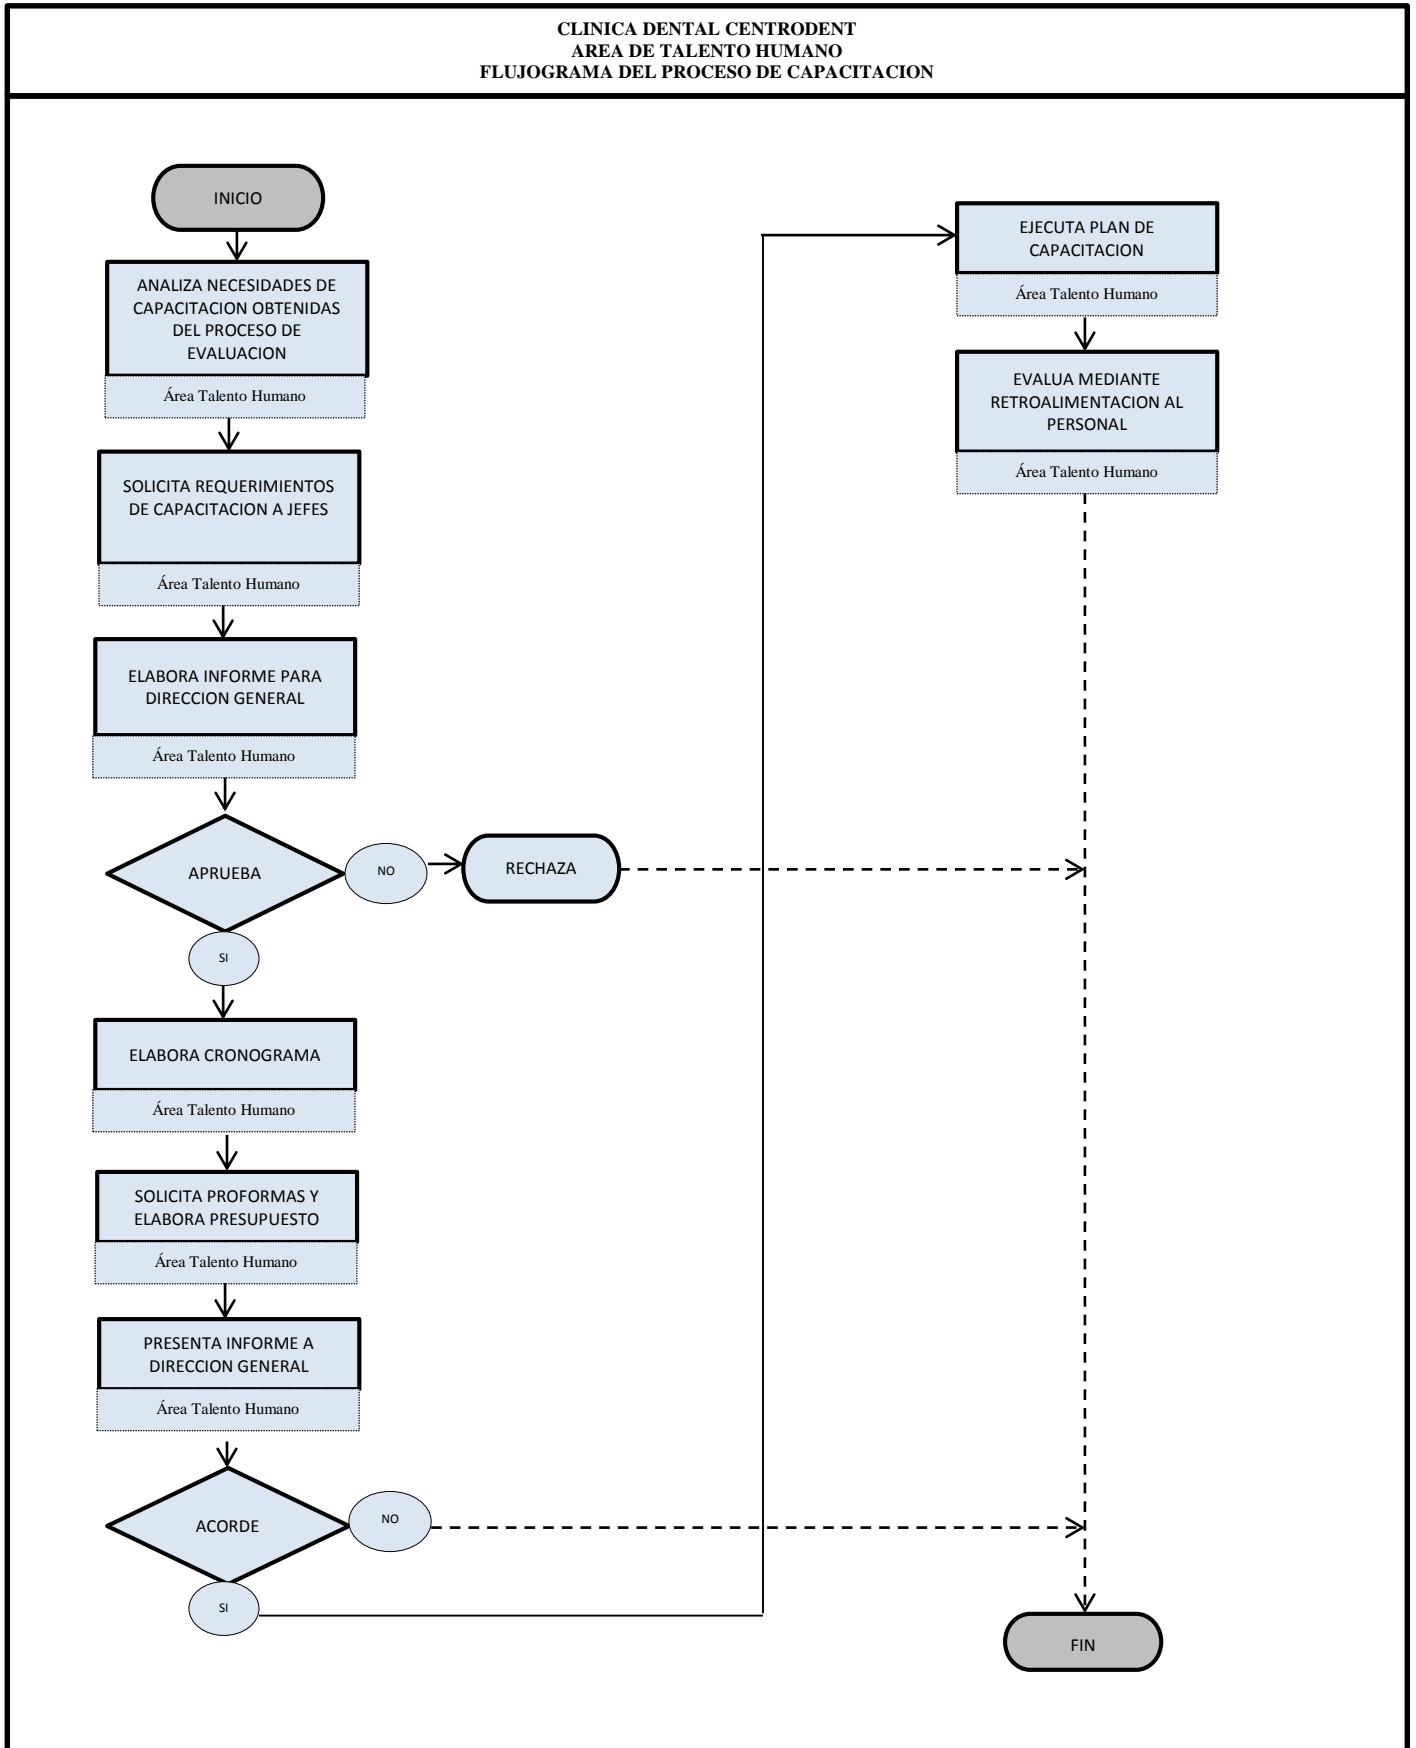 CLINICA DENTAL CENTRODENT
AREA DE TALENTO HUMANO
FLUJOGRAMA DEL PROCESO DE CAPACITACION
INICIO
ANALIZA NECESIDADES DE
CAPACITACION OBTENIDAS
DEL PROCESO DE
EVALUACION
Área Talento Humano
SOLICITA REQUERIMIENTOS
DE CAPACITACION A JEFES
Área Talento Humano
ELABORA INFORME PARA
DIRECCION GENERAL
Área Talento Humano
APRUEBA
NO
RECHAZA
SI
ELABORA CRONOGRAMA
Área Talento Humano
SOLICITA PROFORMAS Y
ELABORA PRESUPUESTO
Área Talento Humano
PRESENTA INFORME A
DIRECCION GENERAL
Área Talento Humano
ACORDE
NO
SI
EJECUTA PLAN DE
CAPACITACION
Área Talento Humano
EVALUA MEDIANTE
RETROALIMENTACION AL
PERSONAL
Área Talento Humano
FIN